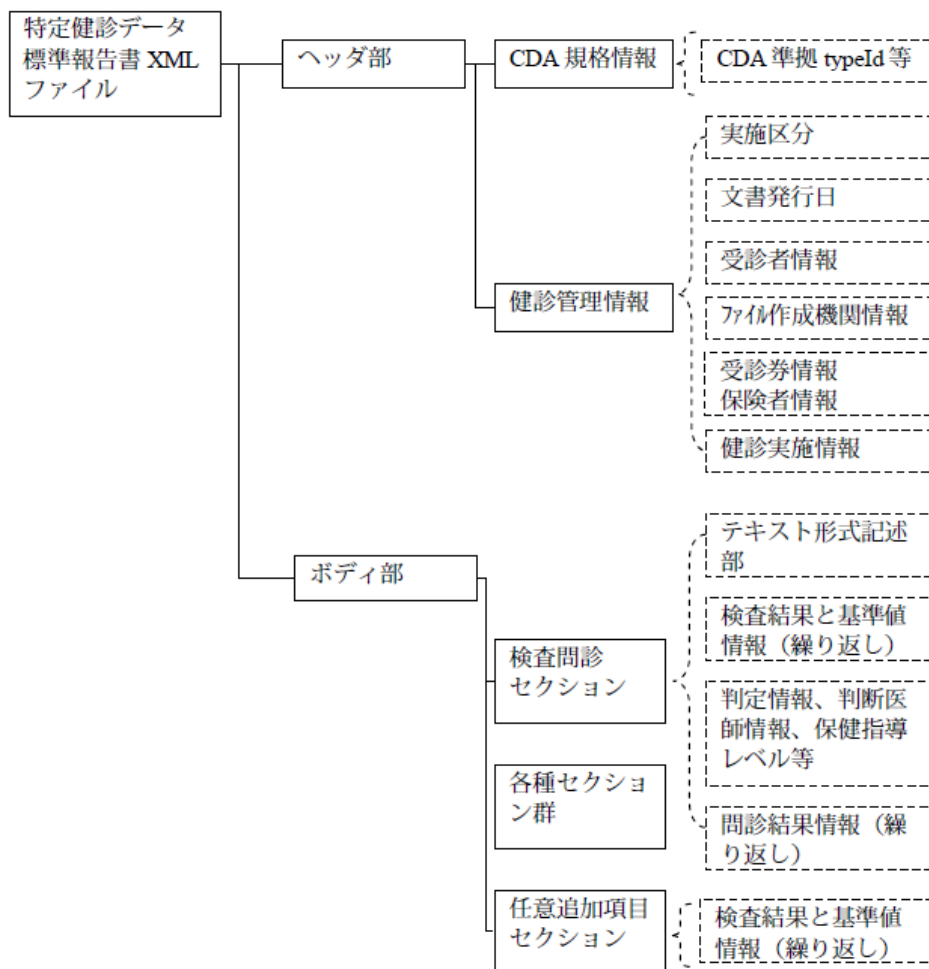 特定健診データ
標準報告書 XML
ファイル
ヘッダ部
CDA 規格情報
CDA 準拠 typeId 等
実施区分
文書発行日
受診者情報
健診管理情報
ﾌｧｲﾙ作成機関情報
受診券情報
保険者情報
健診実施情報
ボディ部
テキスト形式記述
部
検査結果と基準値
情報（繰り返し）
検査問診
セクション
判定情報、判断医
師情報、保健指導
レベル等
各種セクショ
ン群
問診結果情報（繰
り返し）
任意追加項目
セクション
検査結果と基準値
情報（繰り返し）